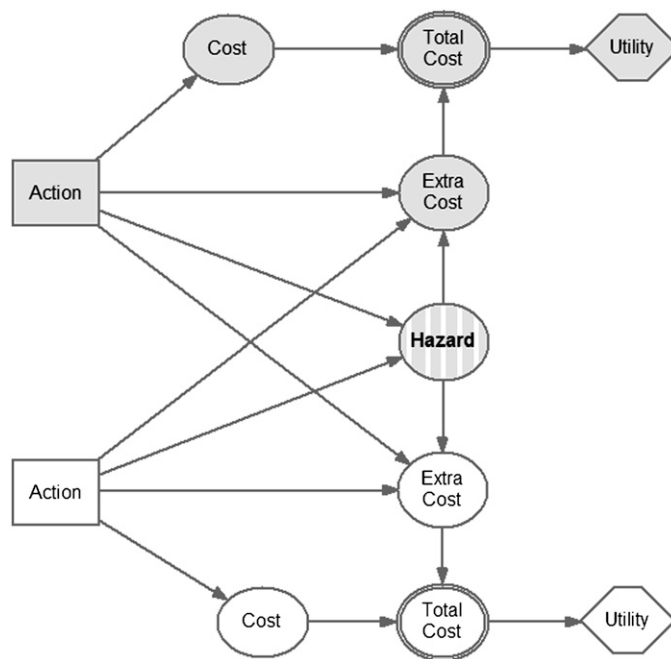 Cost
Total
Cost
Utility
Action
Extra
Cost
Hazard
Action
Extra
Cost
Cost
Total
Cost
Utility